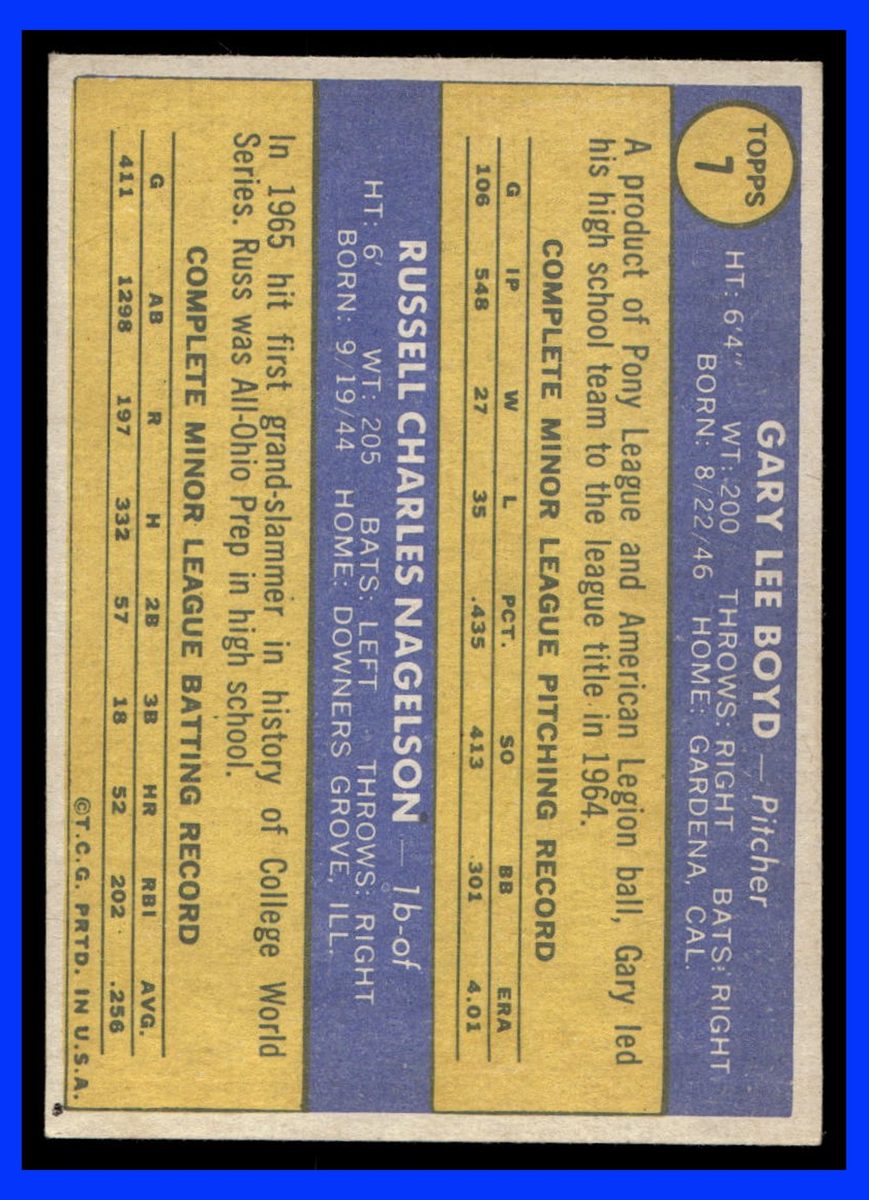 TOPPS
7
GARY LEE BOYD — Pitcher
HT: 6'4" WT: 200 THROWS: RIGHT BATS: RIGHT
BORN: 8/22/46 HOME: GARDENA, CAL.
A product of Pony League and American Legion ball, Gary led
his high school team to the league title in 1964.
COMPLETE MINOR LEAGUE PITCHING RECORD
G IP W L PCT. SO BB ERA
106 548 27 35 .435 413 301 4.01
RUSSELL CHARLES NAGELSON — 1b-of
HT: 6' WT: 205 BATS: LEFT THROWS: RIGHT
BORN: 9/19/44 HOME: DOWNERS GROVE, ILL.
In 1965 hit first grand-slammer in history of College World
Series. Russ was All-Ohio Prep in high school.
COMPLETE MINOR LEAGUE BATTING RECORD
G AB R H 2B 3B HR RBI AVG.
411 1298 197 332 57 18 52 202 .256
©T.C.G. PRTD. IN U.S.A.